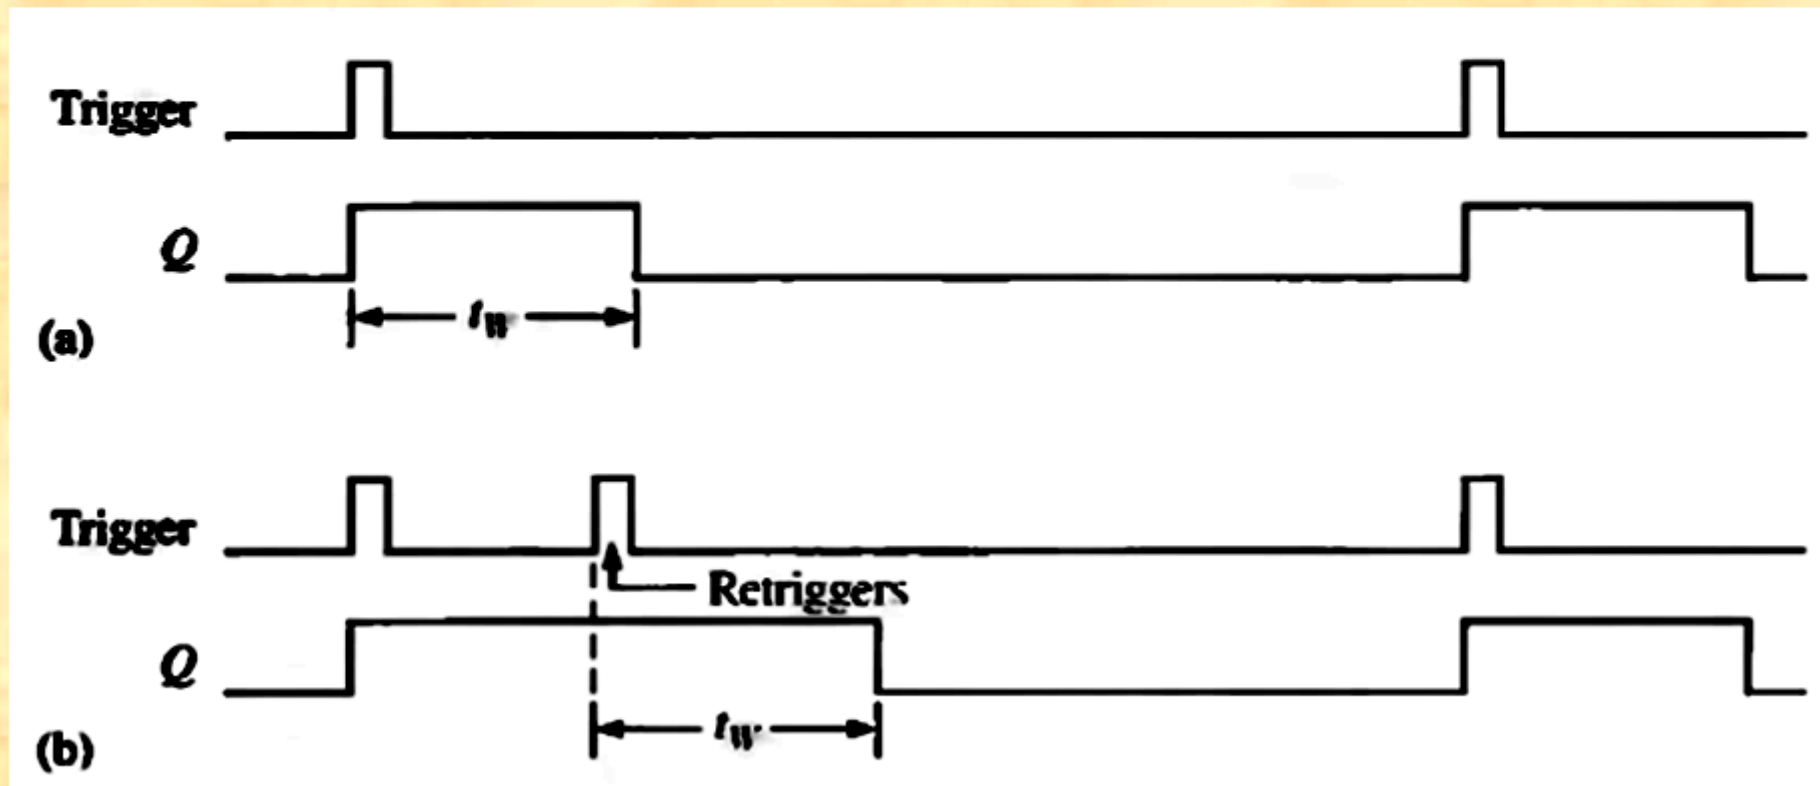 Trigger
Q
tW
(a)
Trigger
Retriggers
Q
tW
(b)